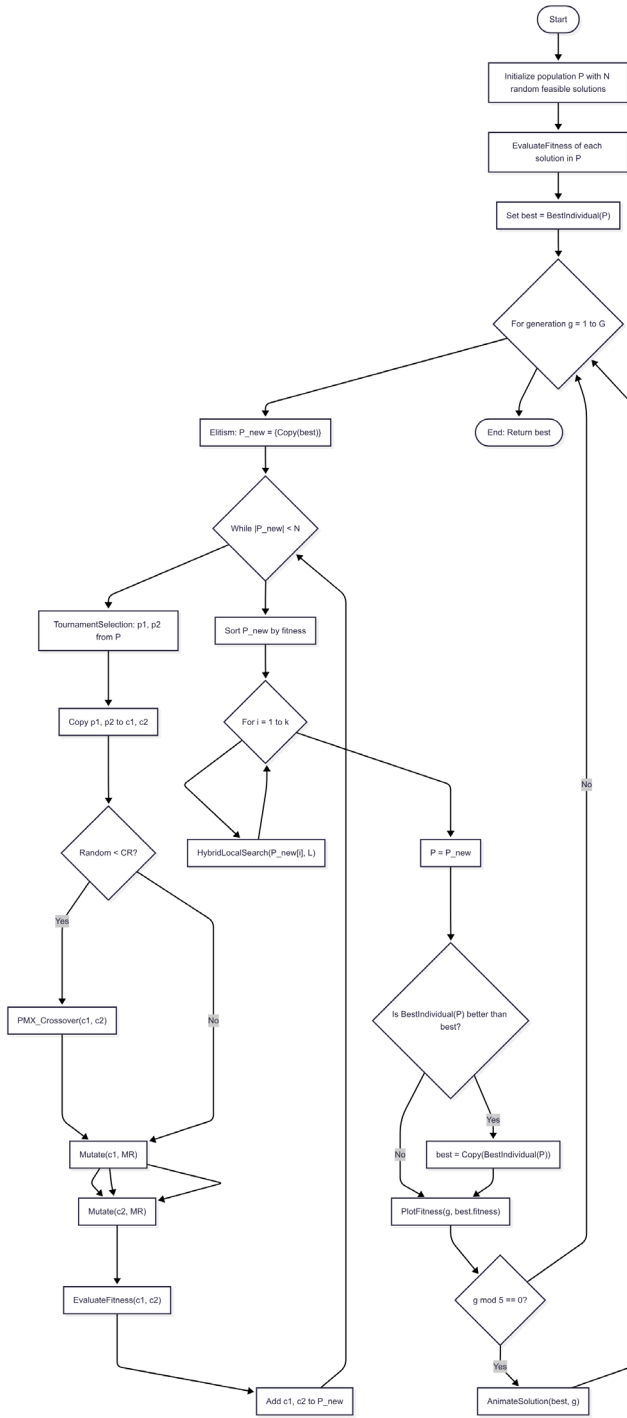 Start
Initialize population P with N
random feasible solutions
EvaluateFitness of each
solution in P
Set best = BestIndividual(P)
For generation g = 1 to G
Elitism: P_new = {Copy(best)}
End: Return best
While |P_new| < N
TournamentSelection: p1, p2
from P
Sort P_new by fitness
Copy p1, p2 to c1, c2
For i = 1 to k
No
Random < CR?
HybridLocalSearch(P_new[i], L)
P = P_new
Yes
PMX_Crossover(c1, c2)
No
Is BestIndividual(P) better than
best?
Yes
No
Mutate(c1, MR)
best = Copy(BestIndividual(P))
Mutate(c2, MR)
PlotFitness(g, best.fitness)
EvaluateFitness(c1, c2)
g mod 5 == 0?
Yes
Add c1, c2 to P_new
AnimateSolution(best, g)